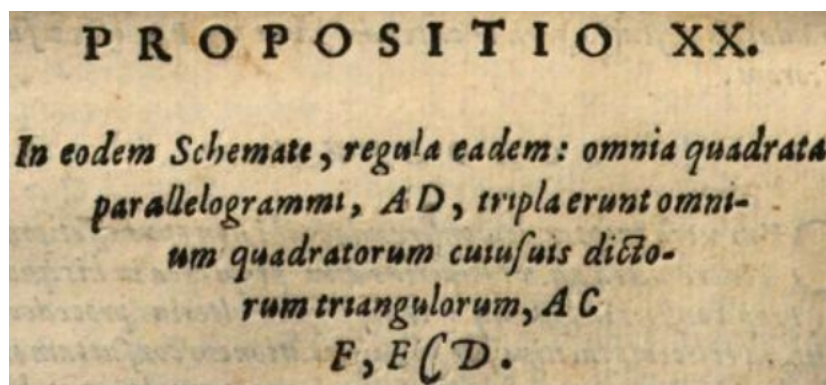 PROPOSITIO XX.
In eodem Schemate, regula eadem: omnia quadrata
parallelogrammi, AD, tripla erunt omni-
um quadratorum cuiuſuis dicto-
rum triangulorum, AC
F, FCD.